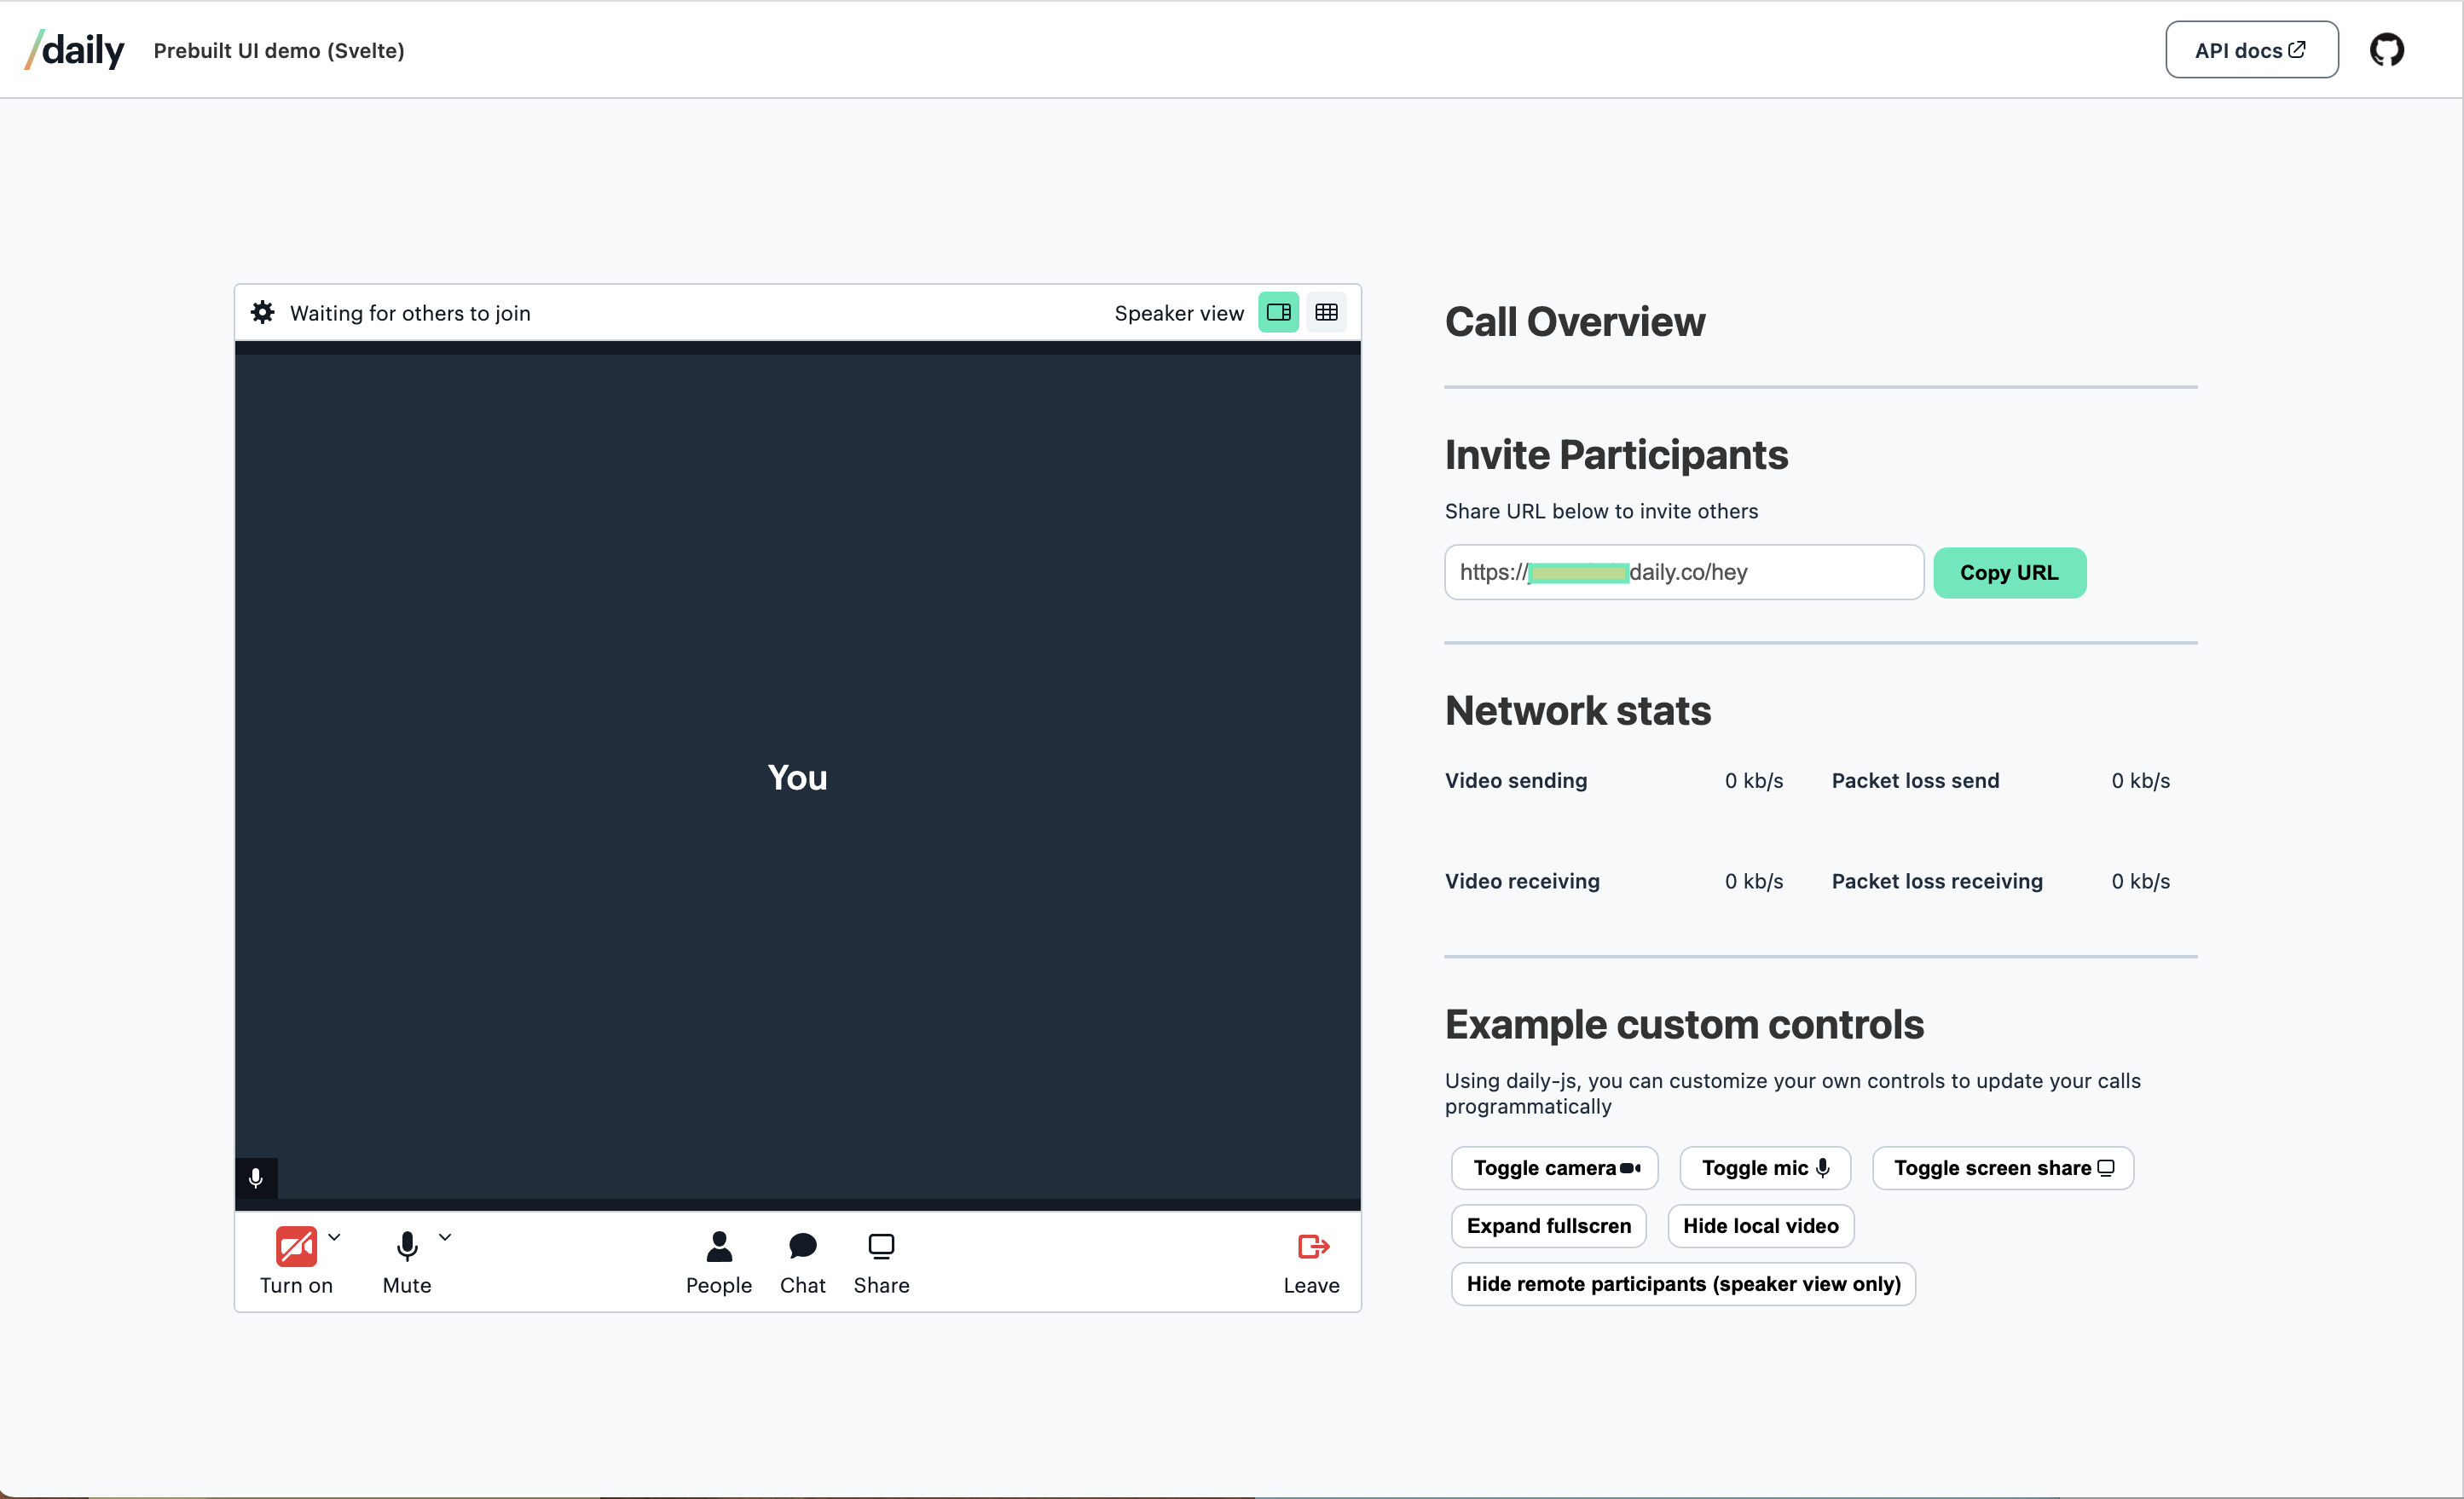 /daily
Prebuilt UI demo (Svelte)
API docs
Waiting for others to join
Speaker view
You
Turn on
Mute
People
Chat
Share
Leave
Call Overview
Invite Participants
Share URL below to invite others
https:// daily.co/hey
Copy URL
Network stats
Video sending 0 kb/s Packet loss send 0 kb/s
Video receiving 0 kb/s Packet loss receiving 0 kb/s
Example custom controls
Using daily-js, you can customize your own controls to update your calls
programmatically
Toggle camera Toggle mic Toggle screen share
Expand fullscren Hide local video
Hide remote participants (speaker view only)